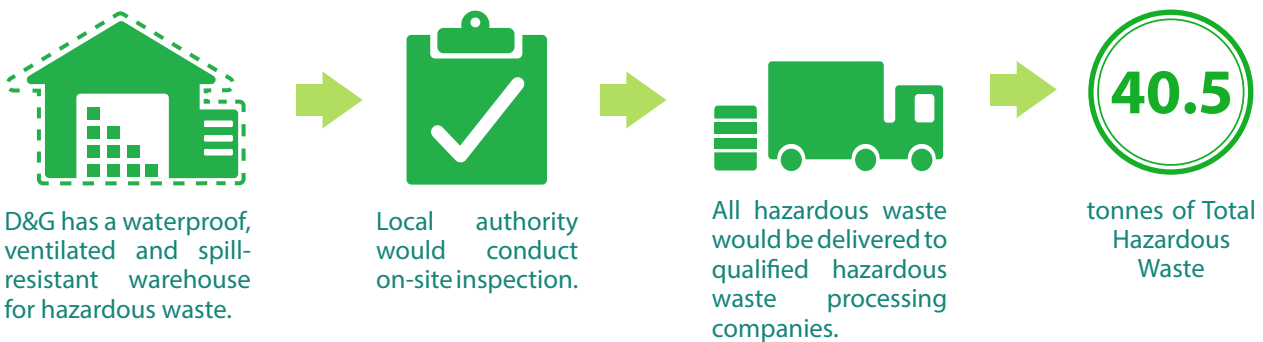 D&G has a waterproof,
ventilated and spill-
resistant warehouse
for hazardous waste.
Local authority
would conduct
on-site inspection.
All hazardous waste
would be delivered to
qualified hazardous
waste processing
companies.
40.5
tonnes of Total
Hazardous
Waste